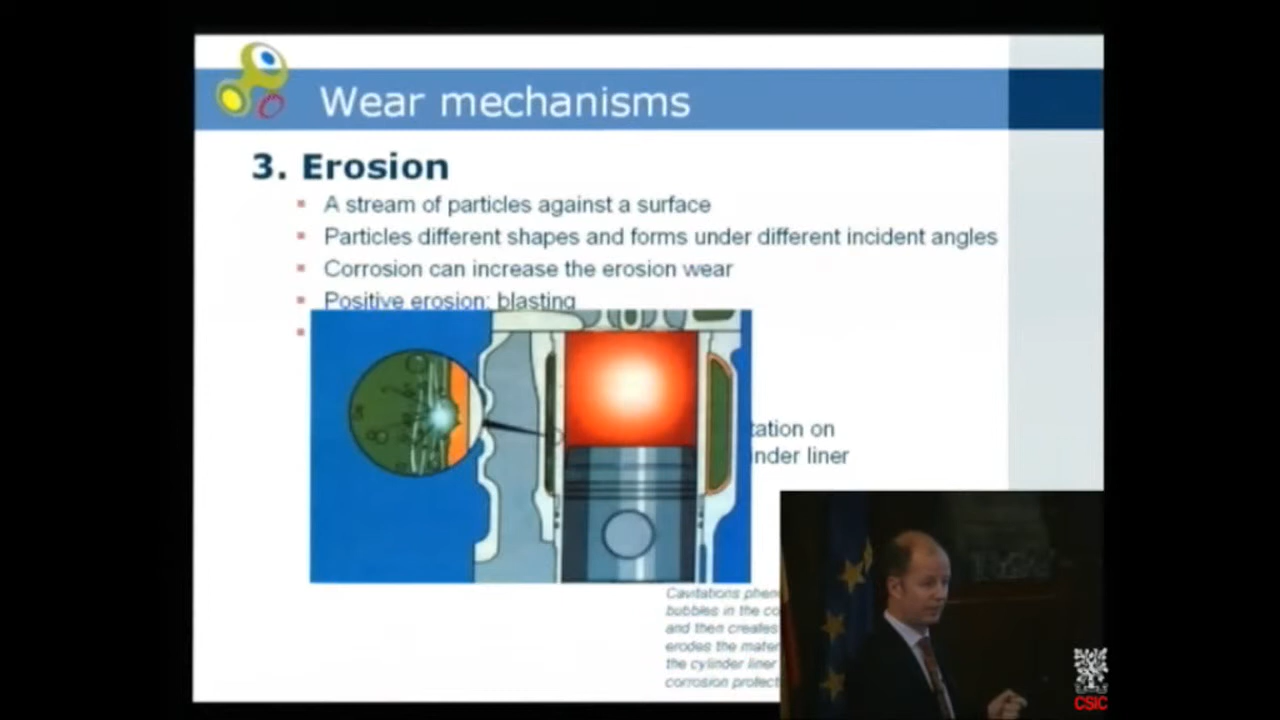 Wear mechanisms
3. Erosion
A stream of particles against a surface
Particles different shapes and forms under different incident angles
Corrosion can increase the erosion wear
Positive erosion: blasting
tation on
inder liner
Cavitations phen
bubbles in the co
and then creates
erodes the mater
the cylinder liner
corrosion protect
CSIC